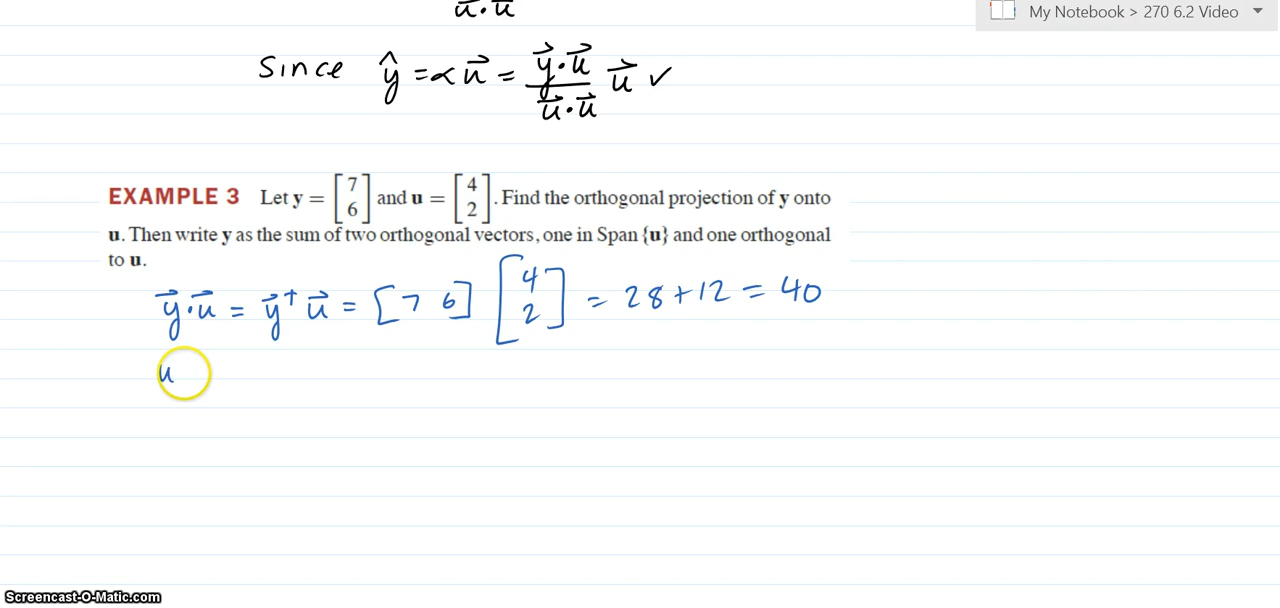 u⃗·u⃗
My Notebook > 270 6.2 Video
Since ŷ = α u⃗ = y⃗·u⃗ / u⃗·u⃗ u⃗ ✓
EXAMPLE 3 Let y = [7 6] and u = [4 2]. Find the orthogonal projection of y onto
u. Then write y as the sum of two orthogonal vectors, one in Span {u} and one orthogonal
to u.
y⃗·u⃗ = y⃗ᵀ u⃗ = [7 6] [4 2] = 28 + 12 = 40
u
Screencast-O-Matic.com